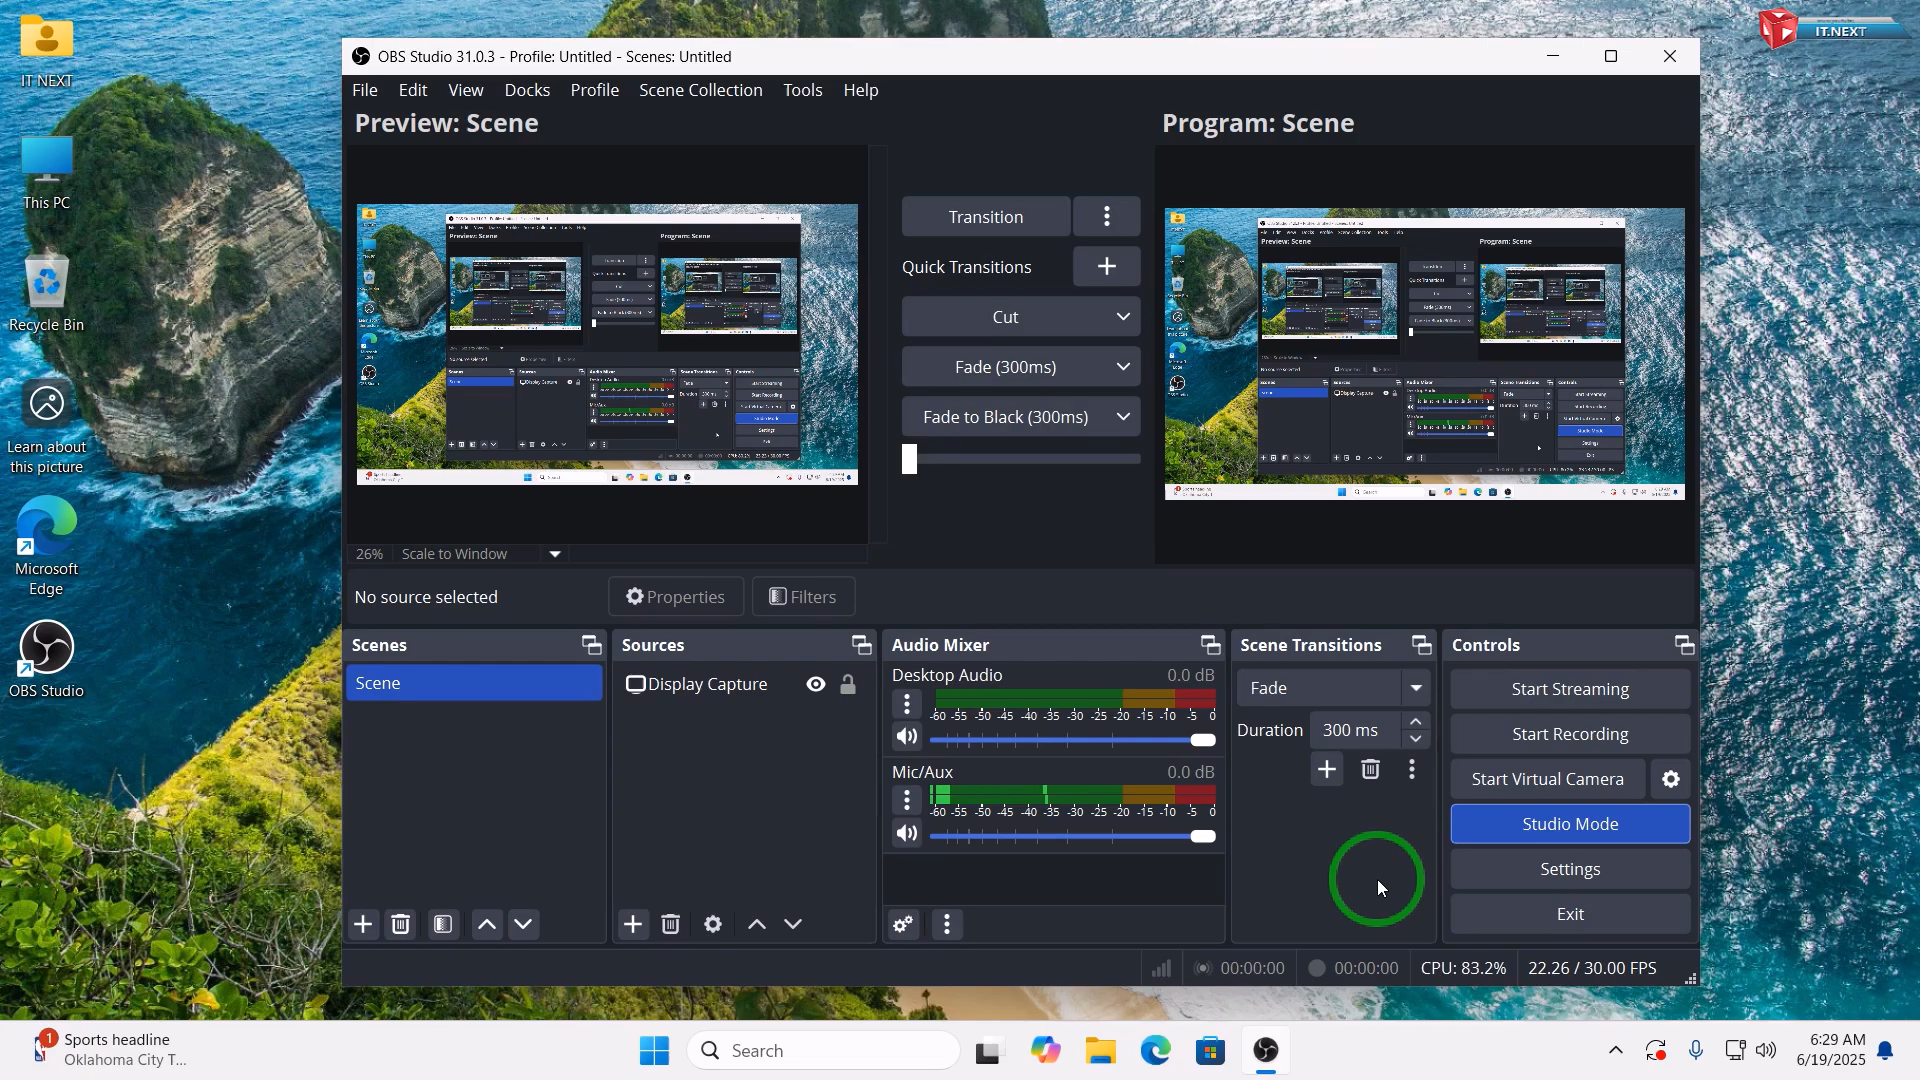 IT NEXT
This PC
Recycle Bin
Learn about
this picture
Microsoft
Edge
OBS Studio
IT.NEXT
OBS Studio 31.0.3 - Profile: Untitled - Scenes: Untitled
File Edit View Docks Profile Scene Collection Tools Help
Preview: Scene
Program: Scene
Transition
Quick Transitions
Cut
Fade (300ms)
Fade to Black (300ms)
26% Scale to Window
No source selected
Properties
Filters
Scenes
Scene
Sources
Display Capture
Audio Mixer
Desktop Audio 0.0 dB
-60 -55 -50 -45 -40 -35 -30 -25 -20 -15 -10 -5 0
Mic/Aux 0.0 dB
-60 -55 -50 -45 -40 -35 -30 -25 -20 -15 -10 -5 0
Scene Transitions
Fade
Duration 300 ms
Controls
Start Streaming
Start Recording
Start Virtual Camera
Studio Mode
Settings
Exit
00:00:00 00:00:00 CPU: 83.2% 22.26 / 30.00 FPS
1
Sports headline
Oklahoma City T...
Search
6:29 AM
6/19/2025